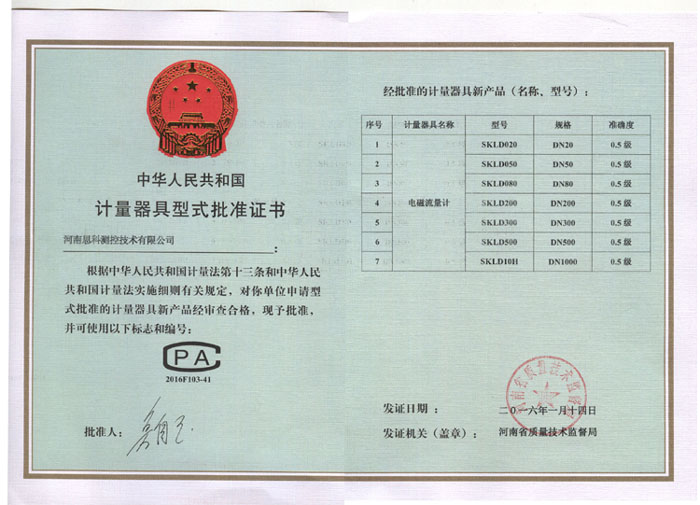 中华人民共和国
计量器具型式批准证书
河南思科测控技术有限公司：
根据中华人民共和国计量法第十三条和中华人民
共和国计量法实施细则有关规定，对你单位申请型
式批准的计量器具新产品经审查合格，现予批准，
并可使用以下标志和编号：
CPA
2016F103-41
批准人：
经批准的计量器具新产品（名称、型号）：
序号 计量器具名称 型号 规格 准确度
1 SKLD020 DN20 0.5 级
2 SKLD050 DN50 0.5 级
3 SKLD080 DN80 0.5 级
4 电磁流量计 SKLD200 DN200 0.5 级
5 SKLD300 DN300 0.5 级
6 SKLD500 DN500 0.5 级
7 SKLD10H DN1000 0.5 级
河南省质量技术监督局
发证日期： 二〇一六年一月十四日
发证机关（盖章）： 河南省质量技术监督局